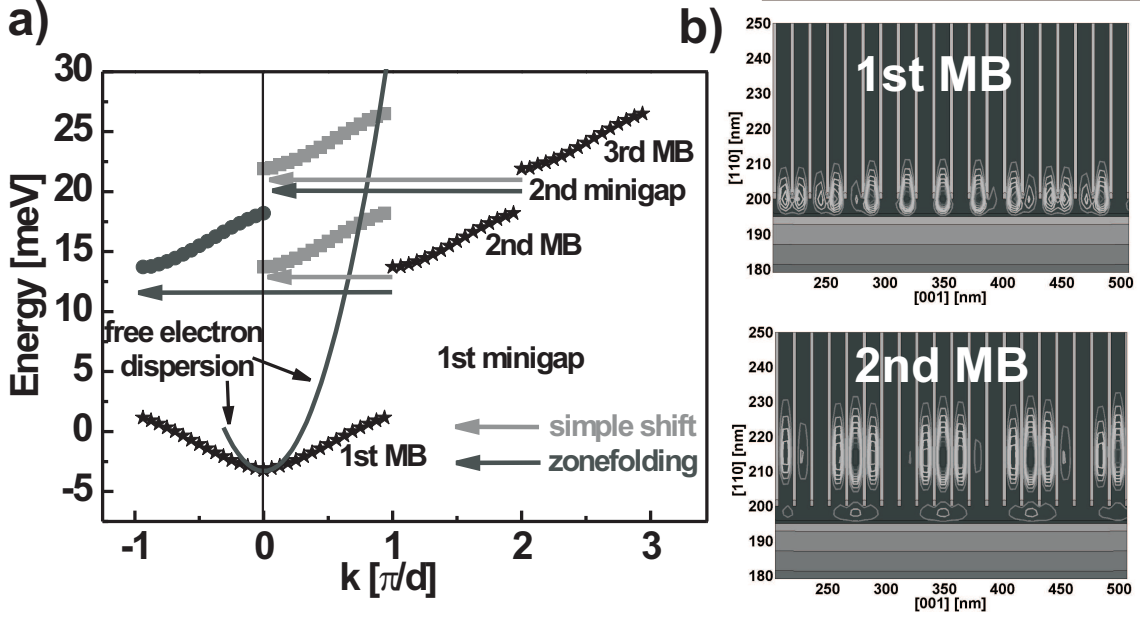 a)
30
25
20
15
10
5
0
-5
Energy [meV]
3rd MB
2nd minigap
2nd MB
free electron
dispersion
1st minigap
1st MB
simple shift
zonefolding
-1 0 1 2 3
k [π/d]
b)
250
240
230
220
210
200
190
180
[110] [nm]
1st MB
250 300 350 400 450 500
[001] [nm]
250
240
230
220
210
200
190
180
[110] [nm]
2nd MB
250 300 350 400 450 500
[001] [nm]